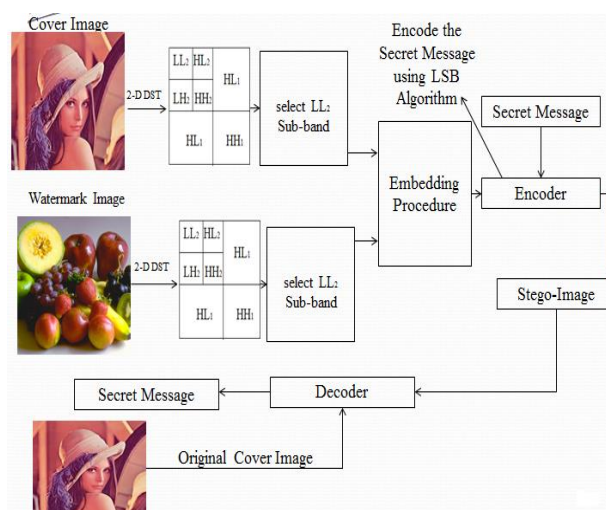 Cover Image
Encode the
Secret Message
using LSB
Algorithm
2-D DST
LL2 HL2
HL1
LH2 HH2
HL1 HH1
select LL2
Sub-band
Secret Message
Embedding
Procedure
Encoder
Watermark Image
2-D DST
LL2 HL2
HL1
LH2 HH2
HL1 HH1
select LL2
Sub-band
Stego-Image
Secret Message
Decoder
Original Cover Image